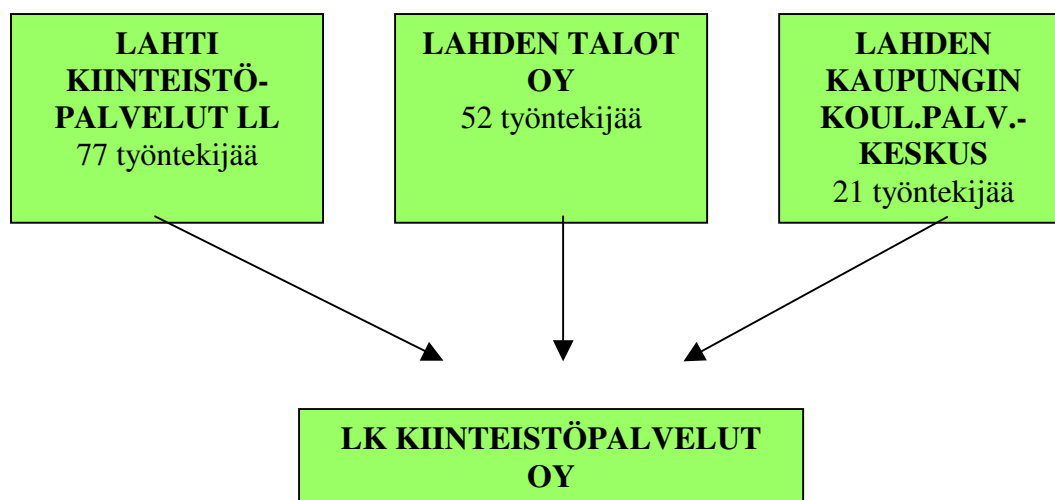 LAHTI
KIINTEISTÖ-
PALVELUT LL
77 työntekijää
LAHDEN TALOT
OY
52 työntekijää
LAHDEN
KAUPUNGIN
KOUL.PALV.-
KESKUS
21 työntekijää
LK KIINTEISTÖPALVELUT
OY